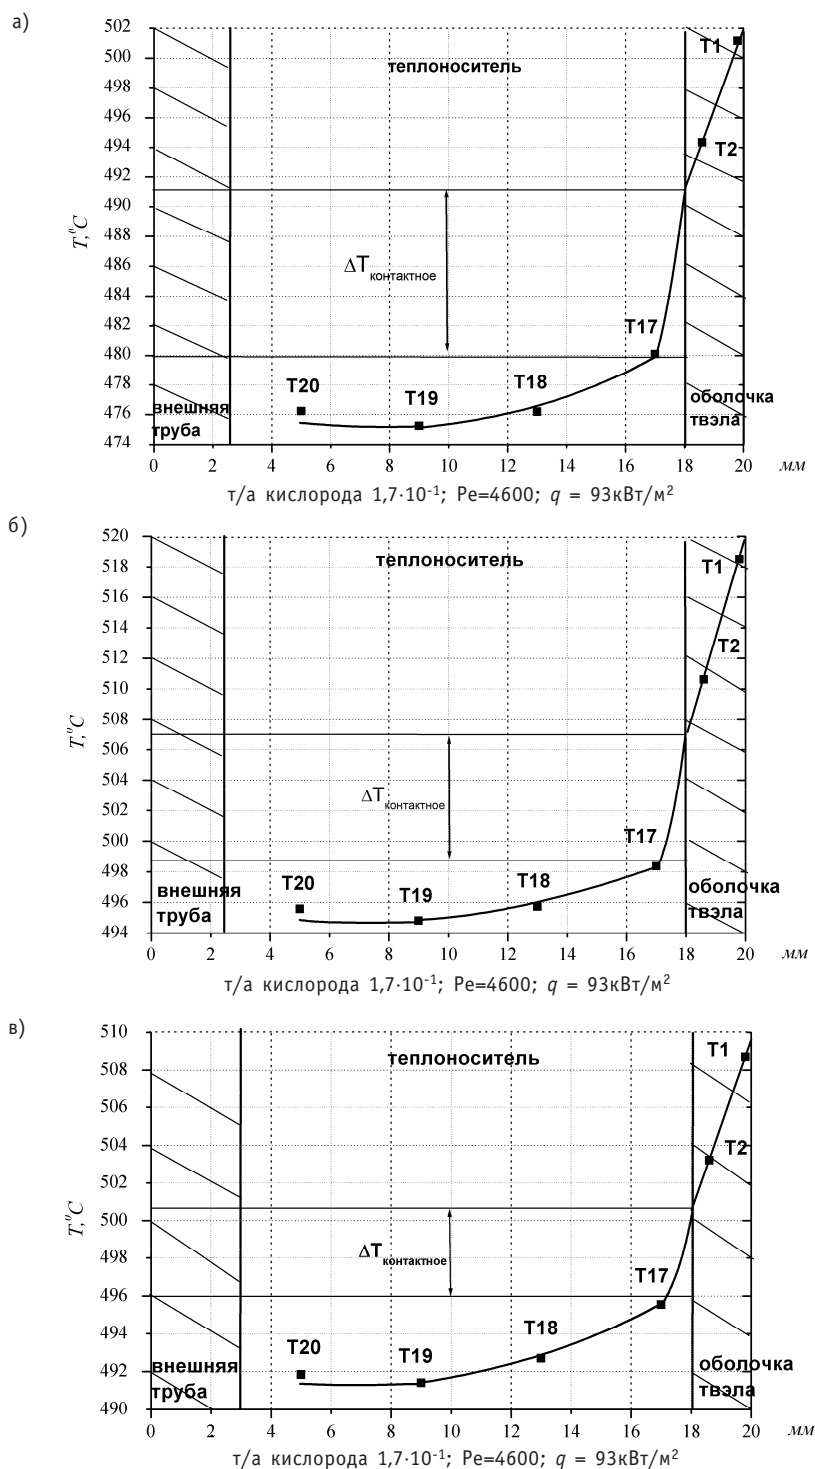 а)
502
500
498
496
494
492
490
488
486
484
482
480
478
476
474
T,⁰C
теплоноситель
T1
T2
ΔTконтактное
T17
T20
T19
T18
внешняя
труба
оболочка
твэла
0 2 4 6 8 10 12 14 16 18 20 мм
т/а кислорода 1,7·10⁻¹; Ре=4600; q = 93кВт/м²
б)
520
518
516
514
512
510
508
506
504
502
500
498
496
494
T,⁰C
теплоноситель
T1
T2
ΔTконтактное
T17
T20
T19
T18
внешняя
труба
оболочка
твэла
0 2 4 6 8 10 12 14 16 18 20 мм
т/а кислорода 1,7·10⁻¹; Ре=4600; q = 93кВт/м²
в)
510
508
506
504
502
500
498
496
494
492
490
T,⁰C
теплоноситель
T1
T2
ΔTконтактное
T17
T20
T19
T18
внешняя
труба
оболочка
твэла
0 2 4 6 8 10 12 14 16 18 20 мм
т/а кислорода 1,7·10⁻¹; Ре=4600; q = 93кВт/м²